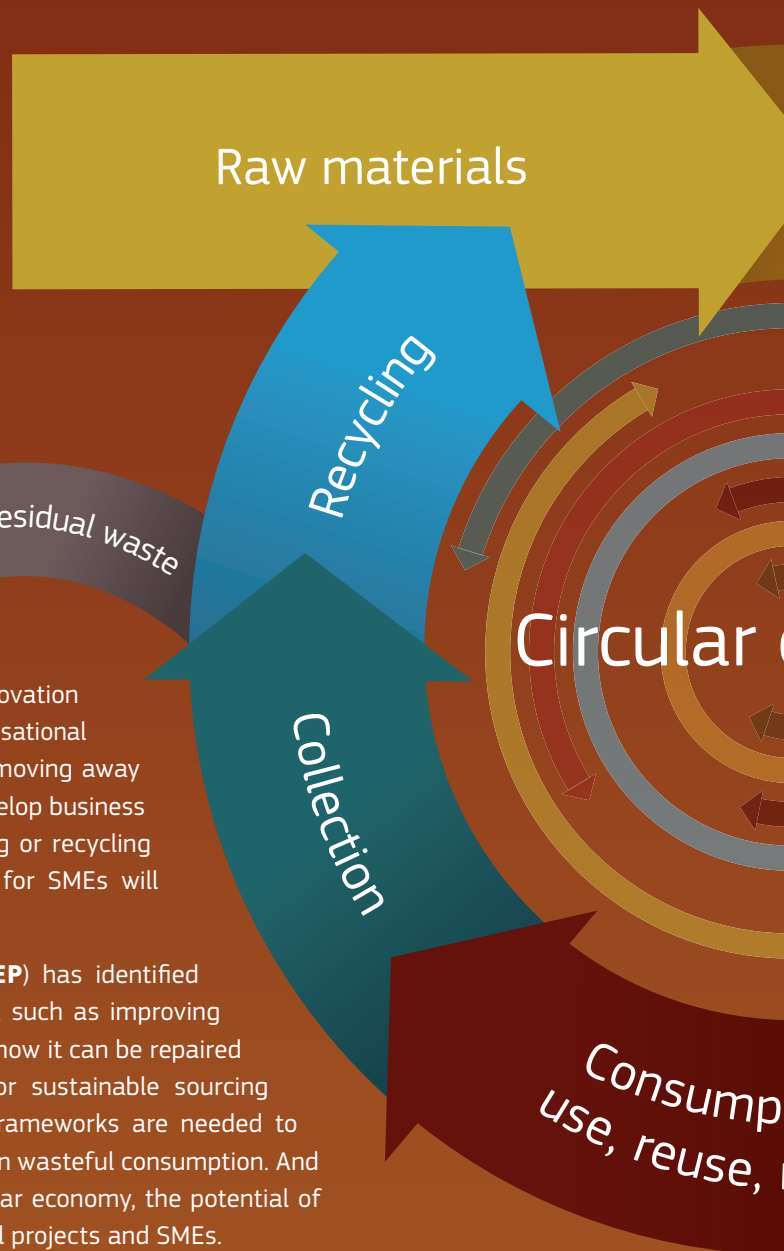 Raw materials
Recycling
esidual waste
Circular
Collection
ovation
sational
moving away
elop business
g or recycling
for SMEs will
EP) has identified
such as improving
how it can be repaired
or sustainable sourcing
rameworks are needed to
n wasteful consumption. And
ar economy, the potential of
l projects and SMEs.
Consump
use, reuse,